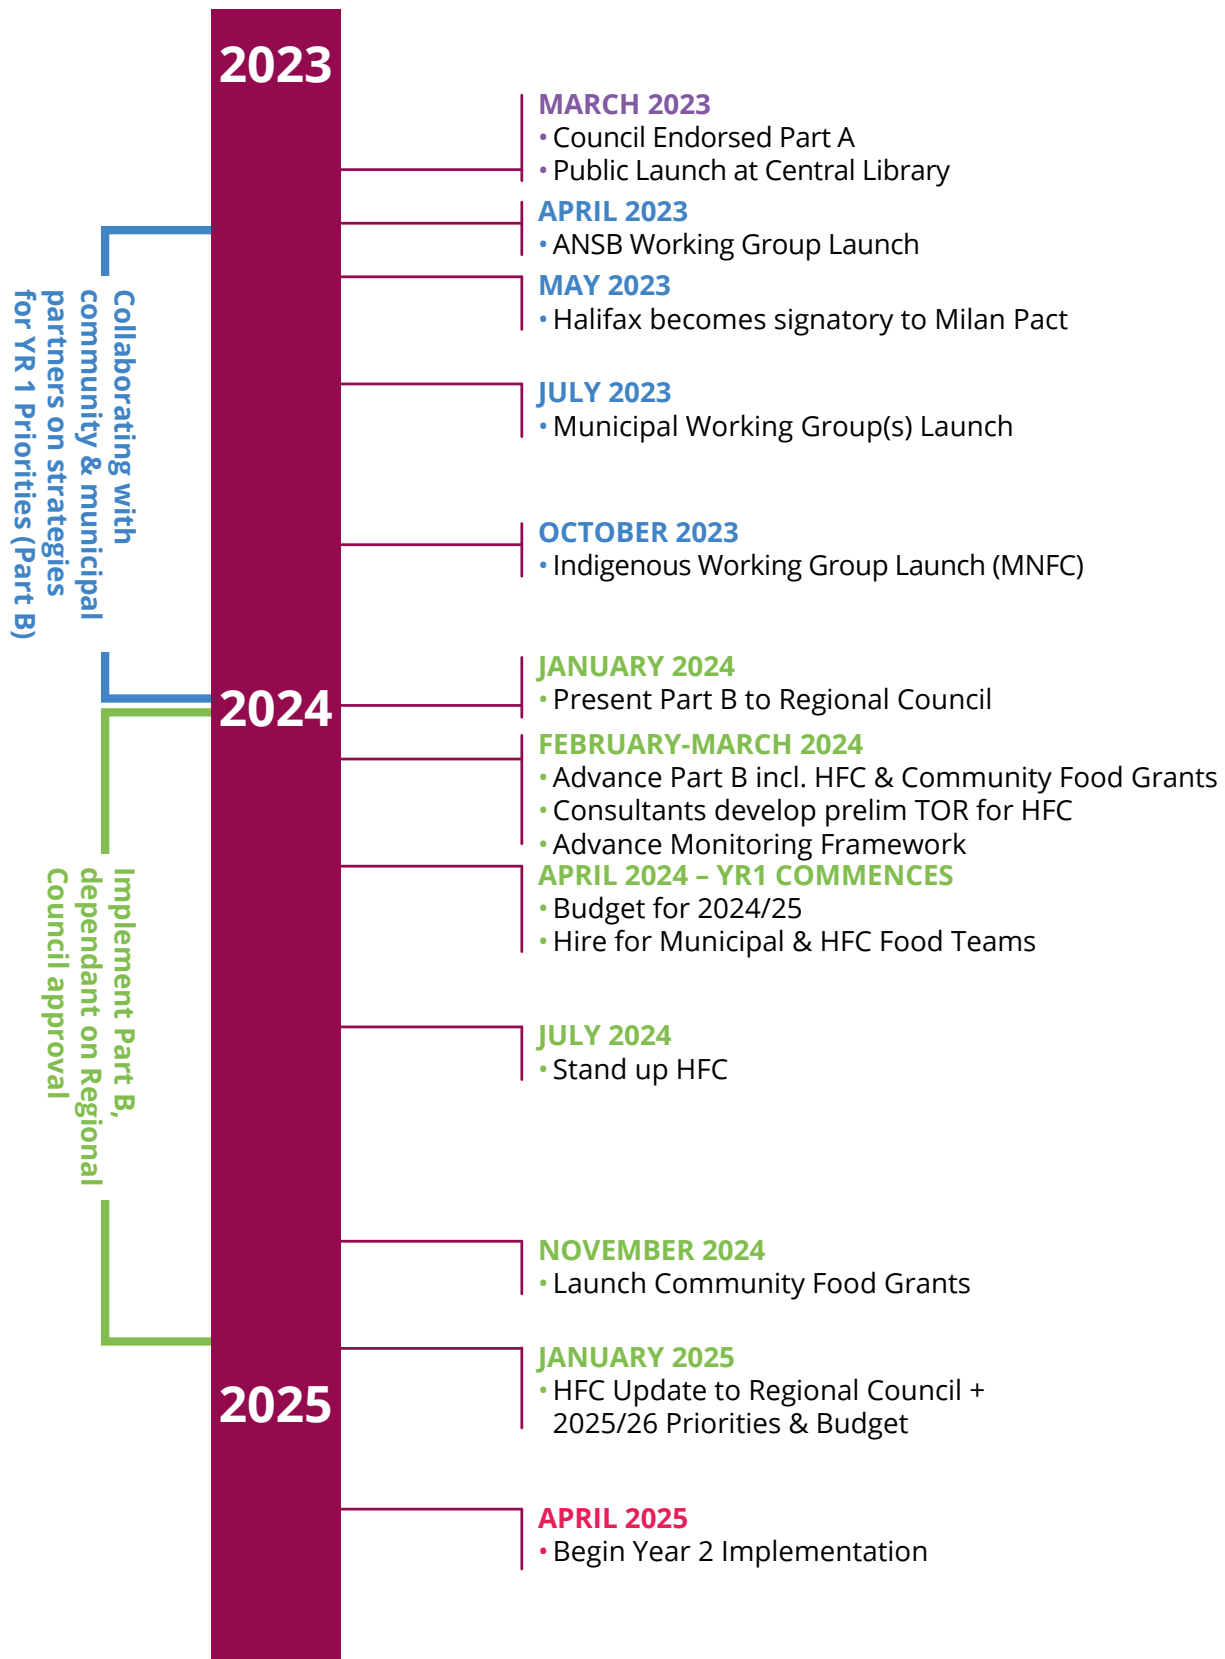 2023
MARCH 2023
• Council Endorsed Part A
• Public Launch at Central Library
APRIL 2023
• ANSB Working Group Launch
MAY 2023
• Halifax becomes signatory to Milan Pact
JULY 2023
• Municipal Working Group(s) Launch
OCTOBER 2023
• Indigenous Working Group Launch (MNFC)
Collaborating with
community & municipal
partners on strategies
for YR 1 Priorities (Part B)
2024
JANUARY 2024
• Present Part B to Regional Council
FEBRUARY-MARCH 2024
• Advance Part B incl. HFC & Community Food Grants
• Consultants develop prelim TOR for HFC
• Advance Monitoring Framework
APRIL 2024 – YR1 COMMENCES
• Budget for 2024/25
• Hire for Municipal & HFC Food Teams
JULY 2024
• Stand up HFC
Implement Part B,
dependant on Regional
Council approval
NOVEMBER 2024
• Launch Community Food Grants
2025
JANUARY 2025
• HFC Update to Regional Council +
2025/26 Priorities & Budget
APRIL 2025
• Begin Year 2 Implementation